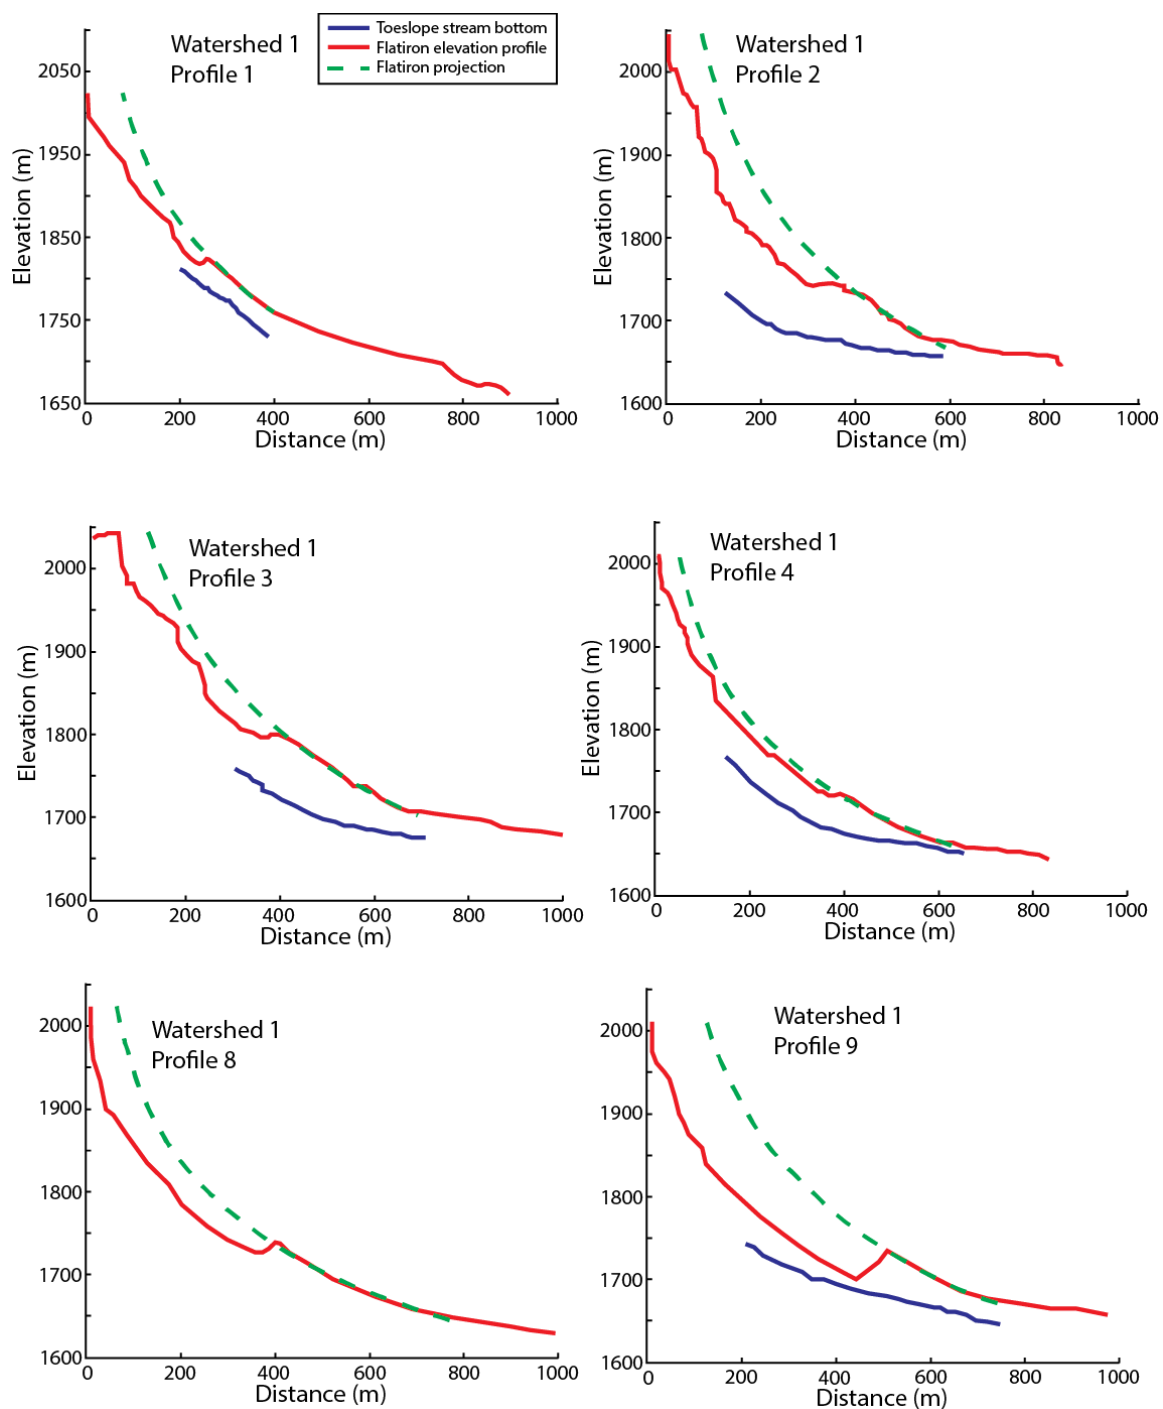 Toeslope stream bottom
Flatiron elevation profile
Flatiron projection
Watershed 1
Profile 1
2050
1950
1850
1750
1650
Elevation (m)
0 200 400 600 800 1000
Distance (m)
Watershed 1
Profile 2
2000
1900
1800
1700
1600
Elevation (m)
0 200 400 600 800 1000
Distance (m)
Watershed 1
Profile 3
2000
1900
1800
1700
1600
Elevation (m)
0 200 400 600 800 1000
Distance (m)
Watershed 1
Profile 4
2000
1900
1800
1700
1600
Elevation (m)
0 200 400 600 800 1000
Distance (m)
Watershed 1
Profile 8
2000
1900
1800
1700
1600
0 200 400 600 800 1000
Distance (m)
Watershed 1
Profile 9
2000
1900
1800
1700
1600
0 200 400 600 800 1000
Distance (m)